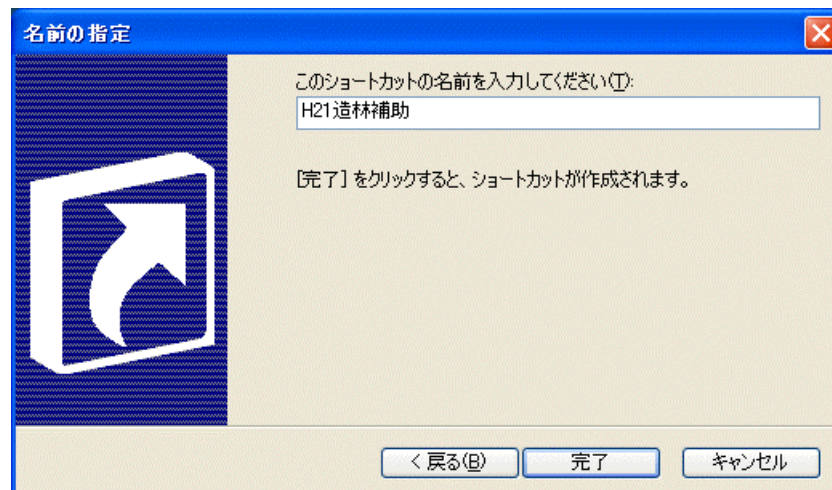 名前の指定
このショートカットの名前を入力してください(T):
H21造林補助
[完了] をクリックすると、ショートカットが作成されます。
< 戻る(B)
完了
キャンセル